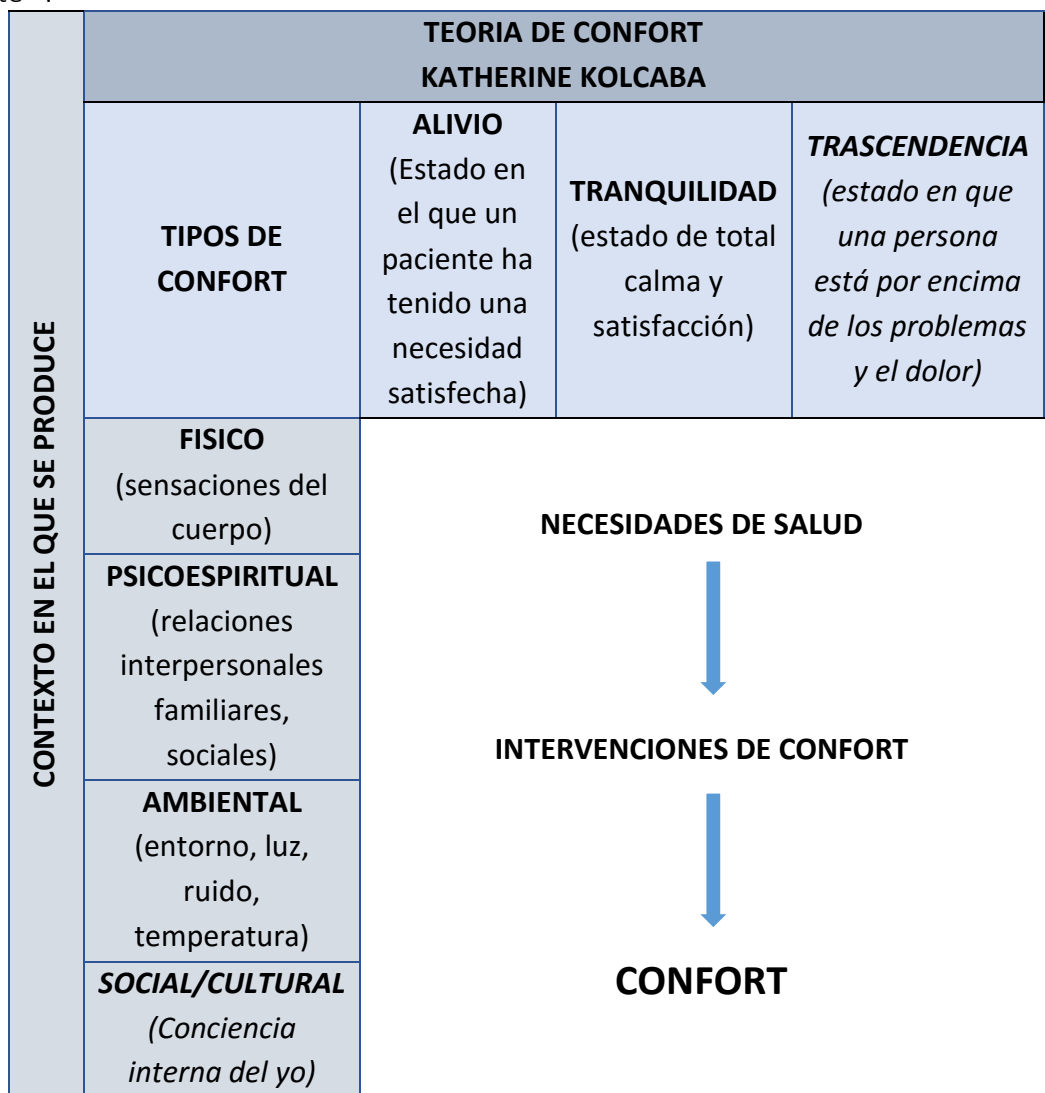 TEORIA DE CONFORT
KATHERINE KOLCABA
CONTEXTO EN EL QUE SE PRODUCE
TIPOS DE
CONFORT
ALIVIO
(Estado en
el que un
paciente ha
tenido una
necesidad
satisfecha)
TRANQUILIDAD
(estado de total
calma y
satisfacción)
TRASCENDENCIA
(estado en que
una persona
está por encima
de los problemas
y el dolor)
FISICO
(sensaciones del
cuerpo)
PSICOESPIRITUAL
(relaciones
interpersonales
familiares,
sociales)
AMBIENTAL
(entorno, luz,
ruido,
temperatura)
SOCIAL/CULTURAL
(Conciencia
interna del yo)
NECESIDADES DE SALUD
INTERVENCIONES DE CONFORT
CONFORT